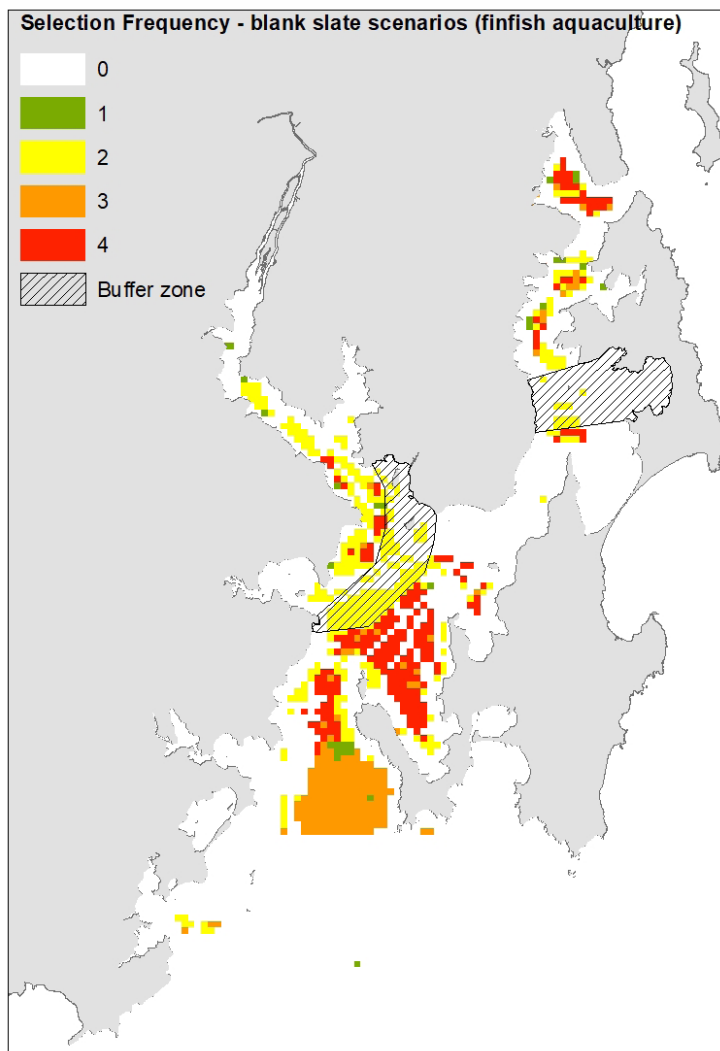 Selection Frequency - blank slate scenarios (finfish aquaculture)
0
1
2
3
4
Buffer zone